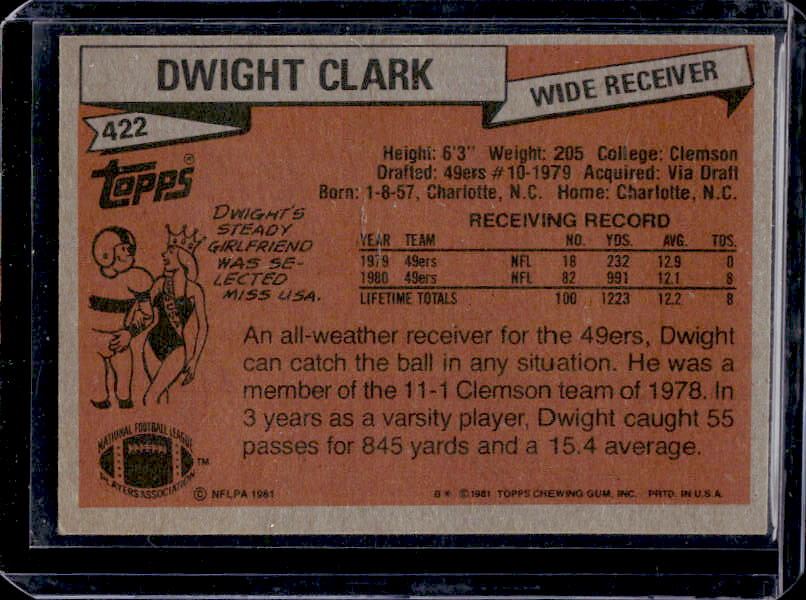 DWIGHT CLARK
WIDE RECEIVER
422
TOPPS®
Height: 6'3" Weight: 205 College: Clemson
Drafted: 49ers #10-1979 Acquired: Via Draft
Born: 1-8-57, Charlotte, N.C. Home: Charlotte, N.C.
DWIGHT'S
STEADY
GIRLFRIEND
WAS SE-
LECTED
MISS USA.
RECEIVING RECORD
YEAR TEAM NO. YDS. AVG. TDS.
1979 49ers NFL 18 232 12.9 0
1980 49ers NFL 82 991 12.1 8
LIFETIME TOTALS 100 1223 12.2 8
An all-weather receiver for the 49ers, Dwight
can catch the ball in any situation. He was a
member of the 11-1 Clemson team of 1978. In
3 years as a varsity player, Dwight caught 55
passes for 845 yards and a 15.4 average.
NATIONAL FOOTBALL LEAGUE
PLAYERS ASSOCIATION
TM
© NFLPA 1981
B* ©1981 TOPPS CHEWING GUM, INC. PRTD. IN U.S.A.